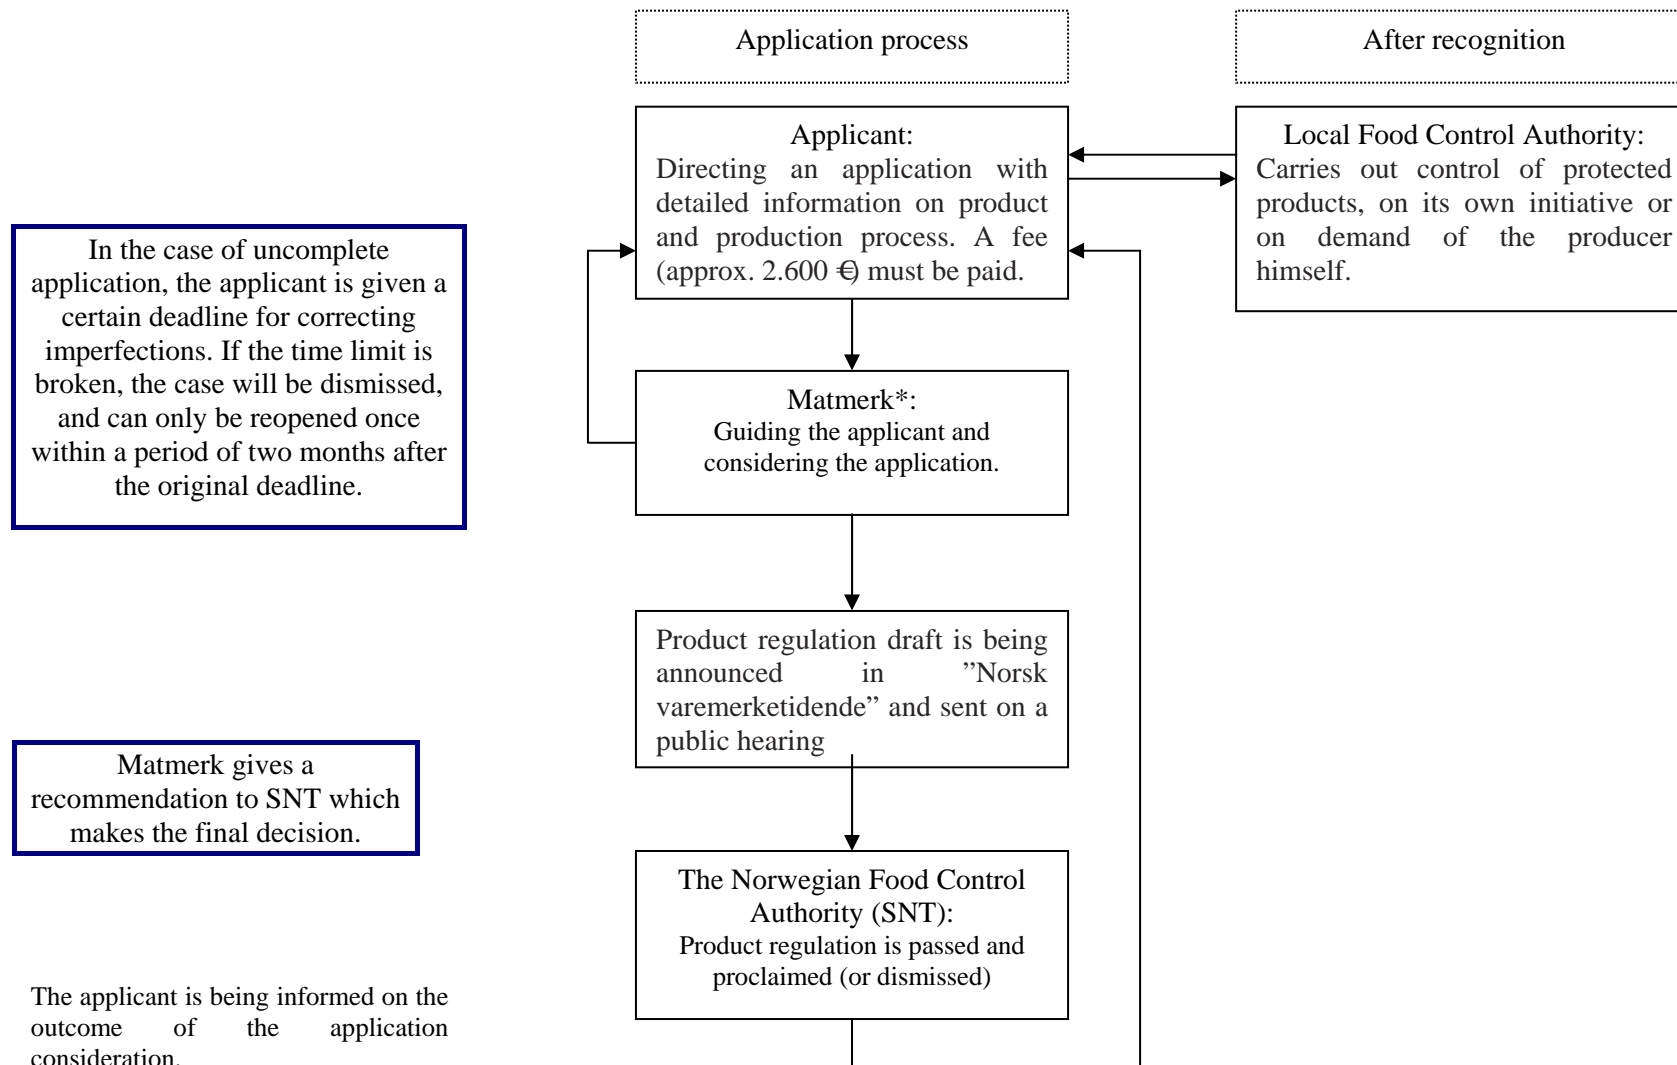 Application process
After recognition
Applicant:
Directing an application with
detailed information on product
and production process. A fee
(approx. 2.600 €) must be paid.
Local Food Control Authority:
Carries out control of protected
products, on its own initiative or
on demand of the producer
himself.
In the case of uncomplete
application, the applicant is given a
certain deadline for correcting
imperfections. If the time limit is
broken, the case will be dismissed,
and can only be reopened once
within a period of two months after
the original deadline.
Matmerk*:
Guiding the applicant and
considering the application.
Product regulation draft is being
announced in ”Norsk
varemerketidende” and sent on a
public hearing
Matmerk gives a
recommendation to SNT which
makes the final decision.
The Norwegian Food Control
Authority (SNT):
Product regulation is passed and
proclaimed (or dismissed)
The applicant is being informed on the
outcome of the application
consideration.